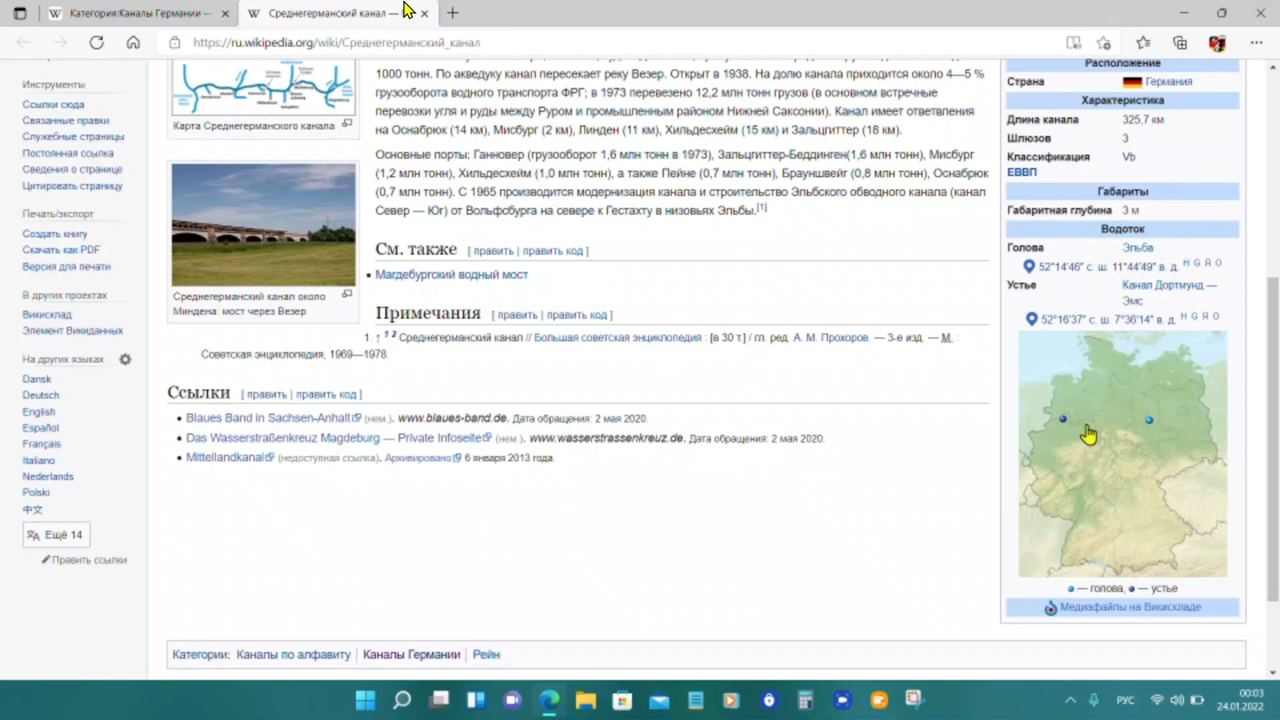 Категория:Каналы Германии —
Среднегерманский канал —
https://ru.wikipedia.org/wiki/Среднегерманский_канал
Инструменты
Ссылки сюда
Связанные правки
Служебные страницы
Постоянная ссылка
Сведения о странице
Цитировать страницу
Печать/экспорт
Создать книгу
Скачать как PDF
Версия для печати
В других проектах
Викисклад
Элемент Викиданных
На других языках
Dansk
Deutsch
English
Español
Français
Italiano
Nederlands
Polski
中文
Ещё 14
Править ссылки
Карта Среднегерманского канала
Среднегерманский канал около
Миндена: мост через Везер
1000 тонн. По акведуку канал пересекает реку Везер. Открыт в 1938. На долю канала приходится около 4—5 %
грузооборота водного транспорта ФРГ; в 1973 перевезено 12,2 млн тонн грузов (в основном встречные
перевозки угля и руды между Руром и промышленным районом Нижней Саксонии). Канал имеет ответвления
на Оснабрюк (14 км), Мисбург (2 км), Линден (11 км), Хильдесхейм (15 км) и Зальцгиттер (18 км).
Основные порты: Ганновер (грузооборот 1,6 млн тонн в 1973), Зальцгиттер-Беддинген(1,6 млн тонн), Мисбург
(1,2 млн тонн), Хильдесхейм (1,0 млн тонн), а также Пейне (0,7 млн тонн), Брауншвейг (0,8 млн тонн), Оснабрюк
(0,7 млн тонн). С 1965 производится модернизация канала и строительство Эльбского обводного канала (канал
Север — Юг) от Вольфсбурга на севере к Гестахту в низовьях Эльбы.[1]
См. также [ править | править код ]
Магдебургский водный мост
Примечания [ править | править код ]
1. ↑ 1 2 Среднегерманский канал // Большая советская энциклопедия : [в 30 т.] / гл. ред. А. М. Прохоров. — 3-е изд. — М. :
Советская энциклопедия, 1969—1978.
Ссылки [ править | править код ]
Blaues Band in Sachsen-Anhalt (нем.). www.blaues-band.de. Дата обращения: 2 мая 2020.
Das Wasserstraßenkreuz Magdeburg — Private Infoseite (нем.). www.wasserstrassenkreuz.de. Дата обращения: 2 мая 2020.
Mittellandkanal (недоступная ссылка). Архивировано 6 января 2013 года.
Категории: Каналы по алфавиту | Каналы Германии | Рейн
Расположение
Страна Германия
Характеристика
Длина канала 325,7 км
Шлюзов 3
Классификация Vb
ЕВВП
Габариты
Габаритная глубина 3 м
Водоток
Голова Эльба
52°14′46″ с. ш. 11°44′49″ в. д. H G Я O
Устье Канал Дортмунд —
Эмс
52°16′37″ с. ш. 7°36′14″ в. д. H G Я O
— голова, — устье
Медиафайлы на Викискладе
РУС
00:03
24.01.2022